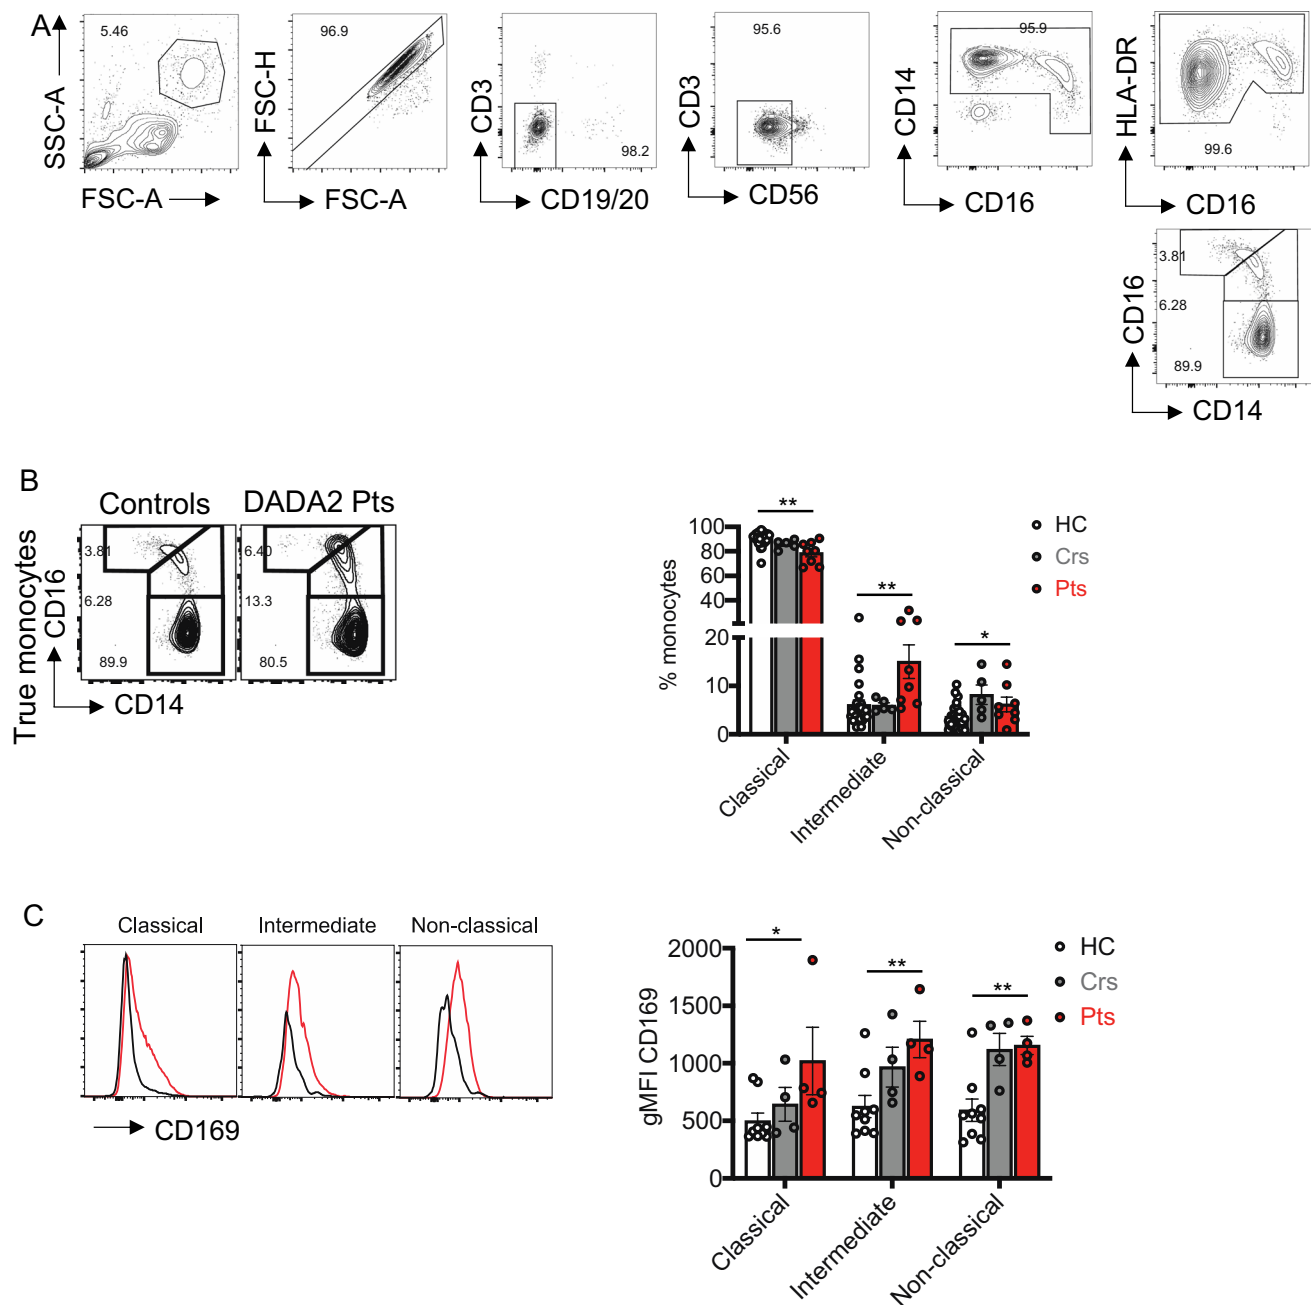 A
5.46
SSC-A
FSC-A
96.9
FSC-H
FSC-A
98.2
CD3
CD19/20
95.6
CD3
CD56
95.9
CD14
CD16
99.6
HLA-DR
CD16
3.81
6.28
89.9
CD16
CD14
B
Controls
DADA2 Pts
True monocytes
CD16
3.81
6.28
89.9
6.40
13.3
80.5
CD14
% monocytes
100
80
60
40
20
10
0
**
**
*
Classical
Intermediate
Non-classical
HC
Crs
Pts
C
Classical
Intermediate
Non-classical
CD169
gMFI CD169
2000
1500
1000
500
0
*
**
**
Classical
Intermediate
Non-classical
HC
Crs
Pts